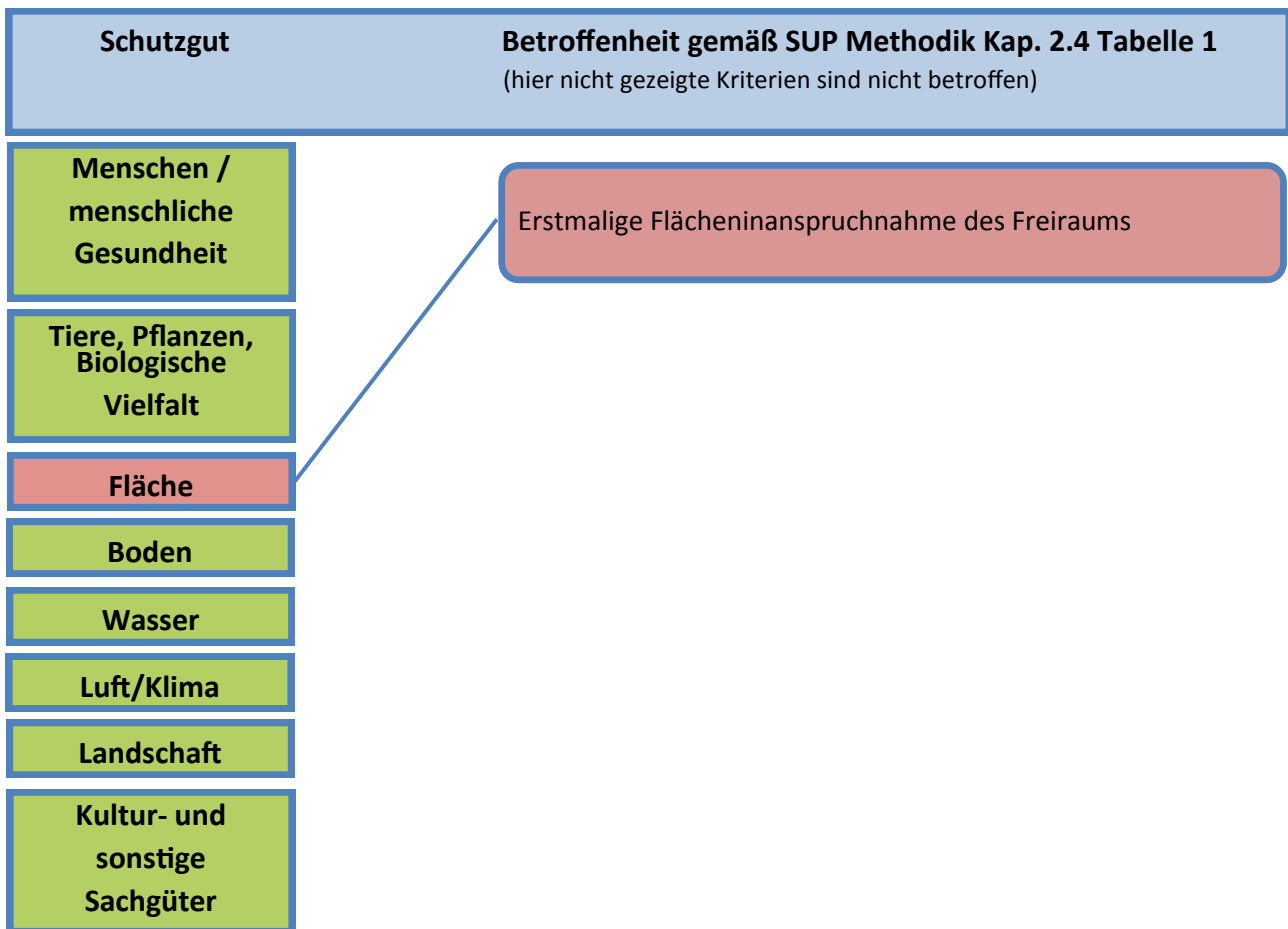 Schutzgut
Betroffenheit gemäß SUP Methodik Kap. 2.4 Tabelle 1
(hier nicht gezeigte Kriterien sind nicht betroffen)
Menschen /
menschliche
Gesundheit
Erstmalige Flächeninanspruchnahme des Freiraums
Tiere, Pflanzen,
Biologische
Vielfalt
Fläche
Boden
Wasser
Luft/Klima
Landschaft
Kultur- und
sonstige
Sachgüter